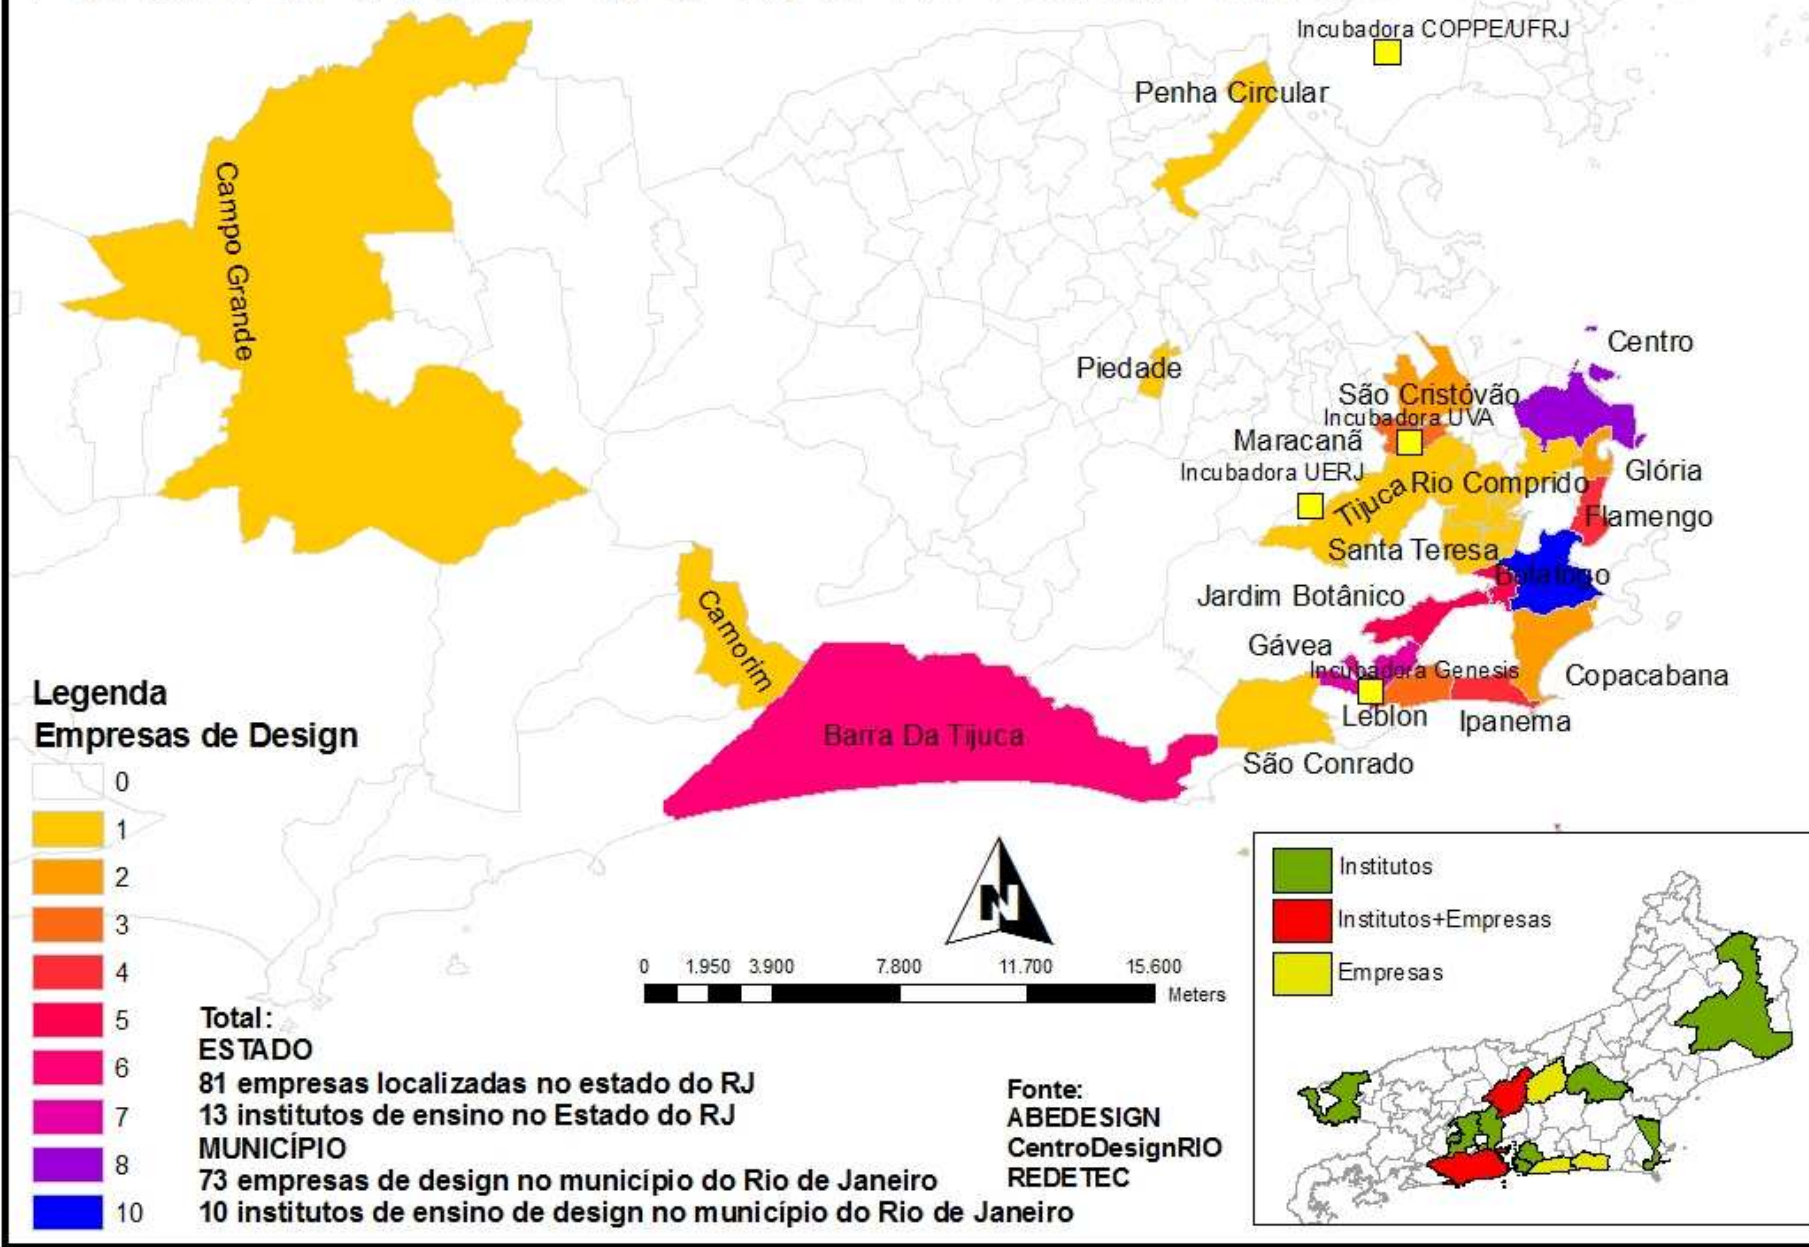 Incubadora COPPE/UFRJ
Penha Circular
Campo Grande
Centro
Piedade
São Cristóvão
Incubadora UVA
Maracanã
Incubadora UERJ
Glória
Tijuca
Rio Comprido
Flamengo
Santa Teresa
Botafogo
Jardim Botânico
Camorim
Gávea
Incubadora Genesis
Copacabana
Leblon
Ipanema
Barra Da Tijuca
São Conrado
Legenda
Empresas de Design
0
1
2
3
4
5
6
7
8
10
N
0 1.950 3.900 7.800 11.700 15.600
Meters
Total:
ESTADO
81 empresas localizadas no estado do RJ
13 institutos de ensino no Estado do RJ
MUNICÍPIO
73 empresas de design no município do Rio de Janeiro
10 institutos de ensino de design no município do Rio de Janeiro
Fonte:
ABEDESIGN
CentroDesignRIO
REDETEC
Institutos
Institutos+Empresas
Empresas